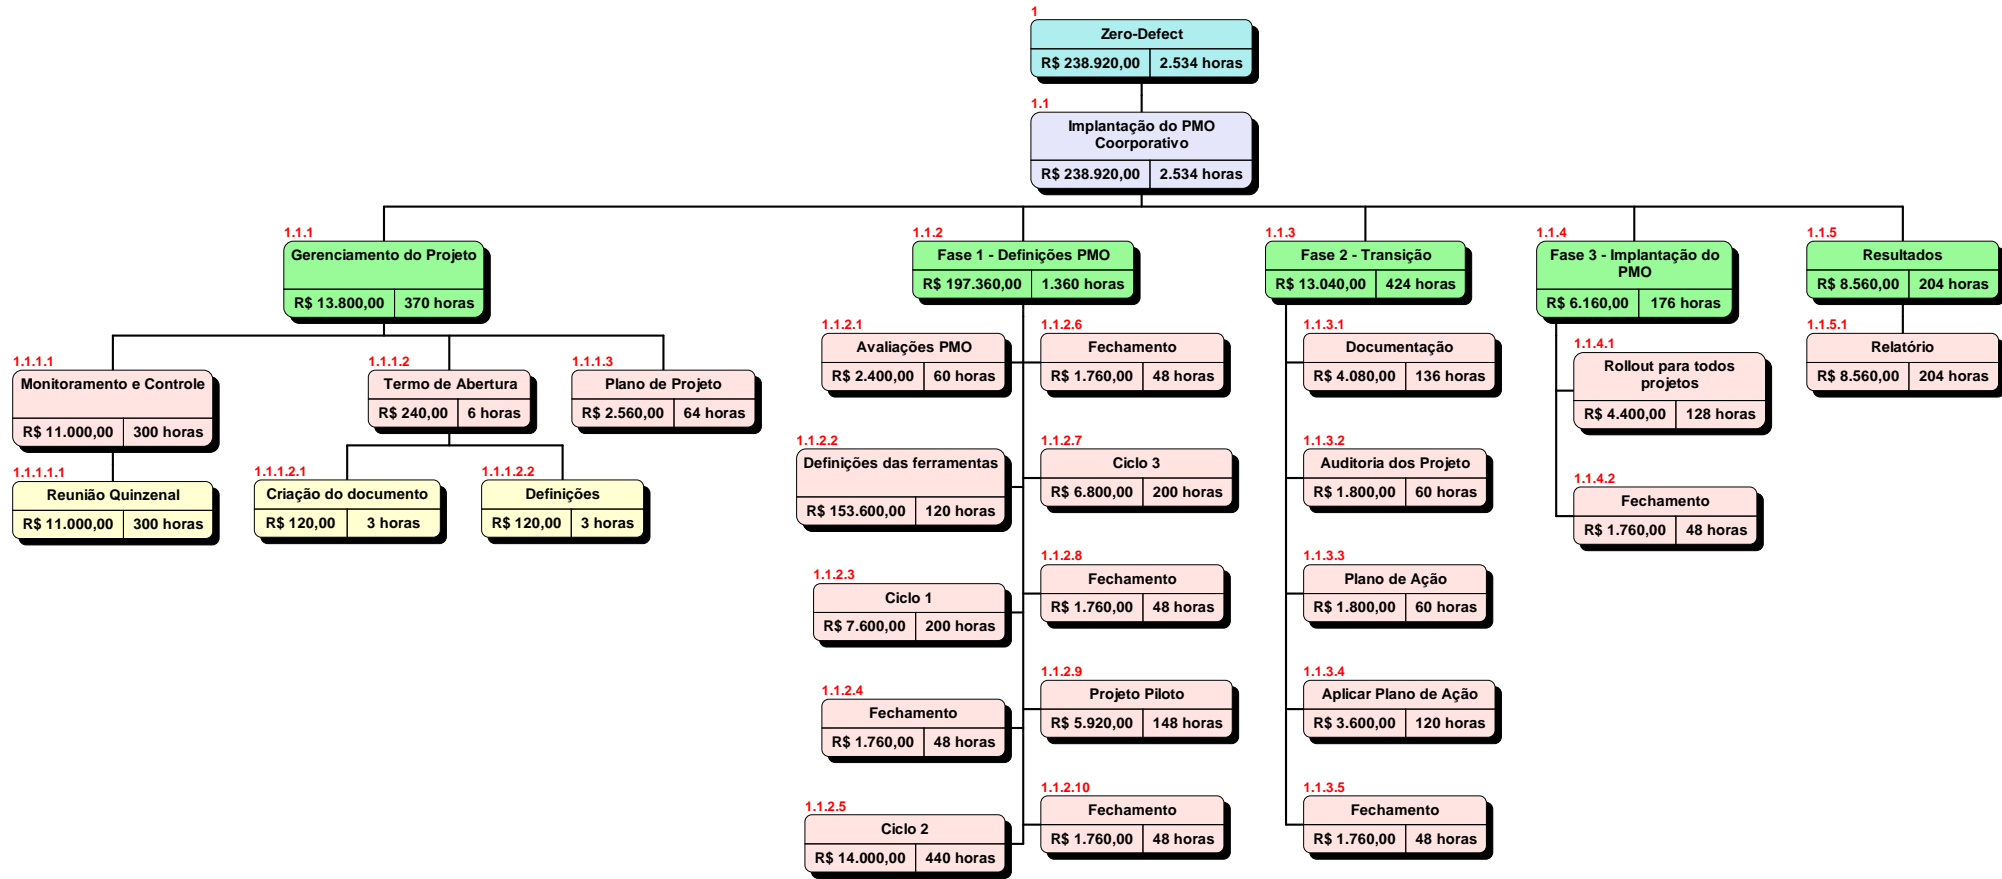 1
Zero-Defect
R$ 238.920,00 2.534 horas
1.1
Implantação do PMO
Coorporativo
R$ 238.920,00 2.534 horas
1.1.1
Gerenciamento do Projeto
R$ 13.800,00 370 horas
1.1.1.1
Monitoramento e Controle
R$ 11.000,00 300 horas
1.1.1.1.1
Reunião Quinzenal
R$ 11.000,00 300 horas
1.1.1.2
Termo de Abertura
R$ 240,00 6 horas
1.1.1.2.1
Criação do documento
R$ 120,00 3 horas
1.1.1.2.2
Definições
R$ 120,00 3 horas
1.1.1.3
Plano de Projeto
R$ 2.560,00 64 horas
1.1.2
Fase 1 - Definições PMO
R$ 197.360,00 1.360 horas
1.1.2.1
Avaliações PMO
R$ 2.400,00 60 horas
1.1.2.2
Definições das ferramentas
R$ 153.600,00 120 horas
1.1.2.3
Ciclo 1
R$ 7.600,00 200 horas
1.1.2.4
Fechamento
R$ 1.760,00 48 horas
1.1.2.5
Ciclo 2
R$ 14.000,00 440 horas
1.1.2.6
Fechamento
R$ 1.760,00 48 horas
1.1.2.7
Ciclo 3
R$ 6.800,00 200 horas
1.1.2.8
Fechamento
R$ 1.760,00 48 horas
1.1.2.9
Projeto Piloto
R$ 5.920,00 148 horas
1.1.2.10
Fechamento
R$ 1.760,00 48 horas
1.1.3
Fase 2 - Transição
R$ 13.040,00 424 horas
1.1.3.1
Documentação
R$ 4.080,00 136 horas
1.1.3.2
Auditoria dos Projeto
R$ 1.800,00 60 horas
1.1.3.3
Plano de Ação
R$ 1.800,00 60 horas
1.1.3.4
Aplicar Plano de Ação
R$ 3.600,00 120 horas
1.1.3.5
Fechamento
R$ 1.760,00 48 horas
1.1.4
Fase 3 - Implantação do
PMO
R$ 6.160,00 176 horas
1.1.4.1
Rollout para todos
projetos
R$ 4.400,00 128 horas
1.1.4.2
Fechamento
R$ 1.760,00 48 horas
1.1.5
Resultados
R$ 8.560,00 204 horas
1.1.5.1
Relatório
R$ 8.560,00 204 horas